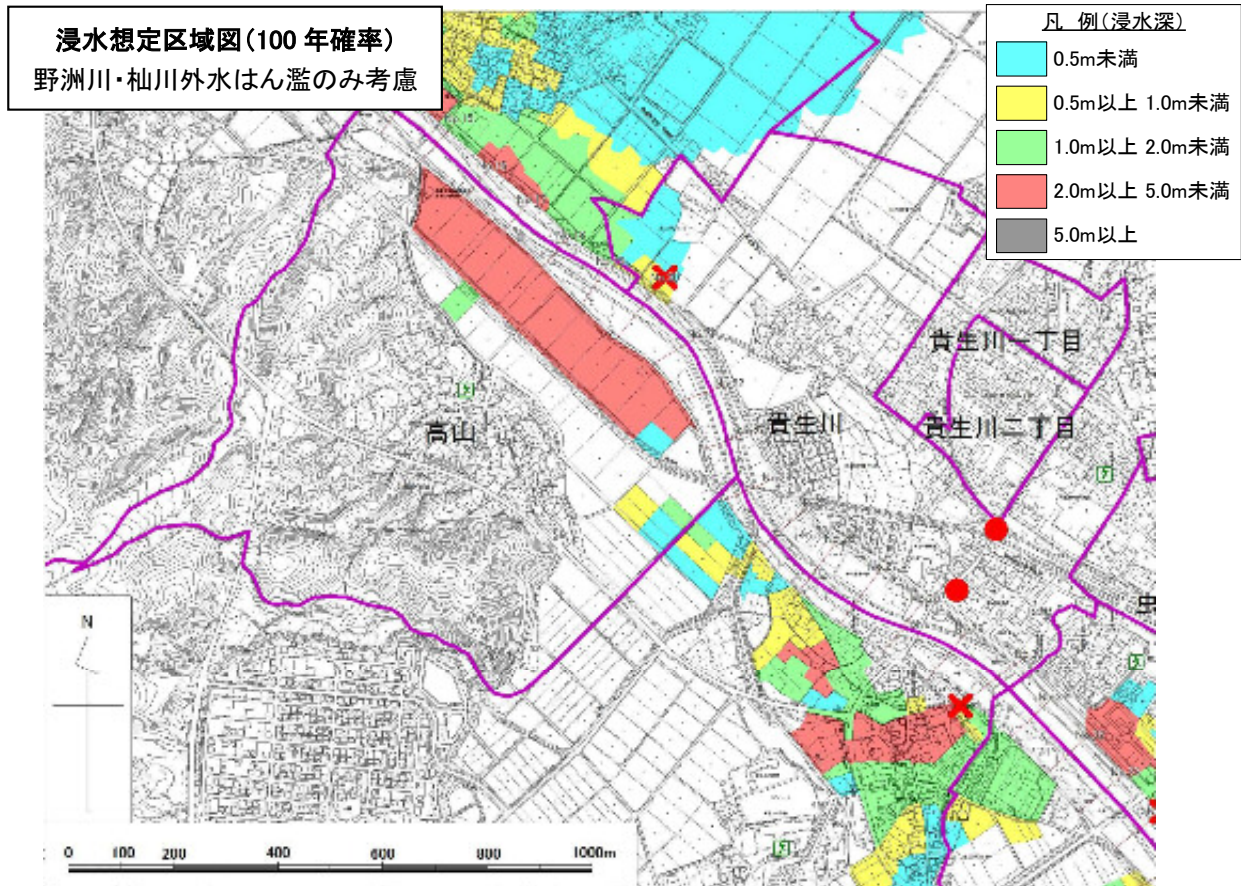 浸水想定区域図(100年確率)
野洲川・杣川外水はん濫のみ考慮
凡 例(浸水深)
0.5m未満
0.5m以上 1.0m未満
1.0m以上 2.0m未満
2.0m以上 5.0m未満
5.0m以上
貴生川一丁目
高山
貴生川
貴生川二丁目
N
0 100 200 400 600 800 1000m